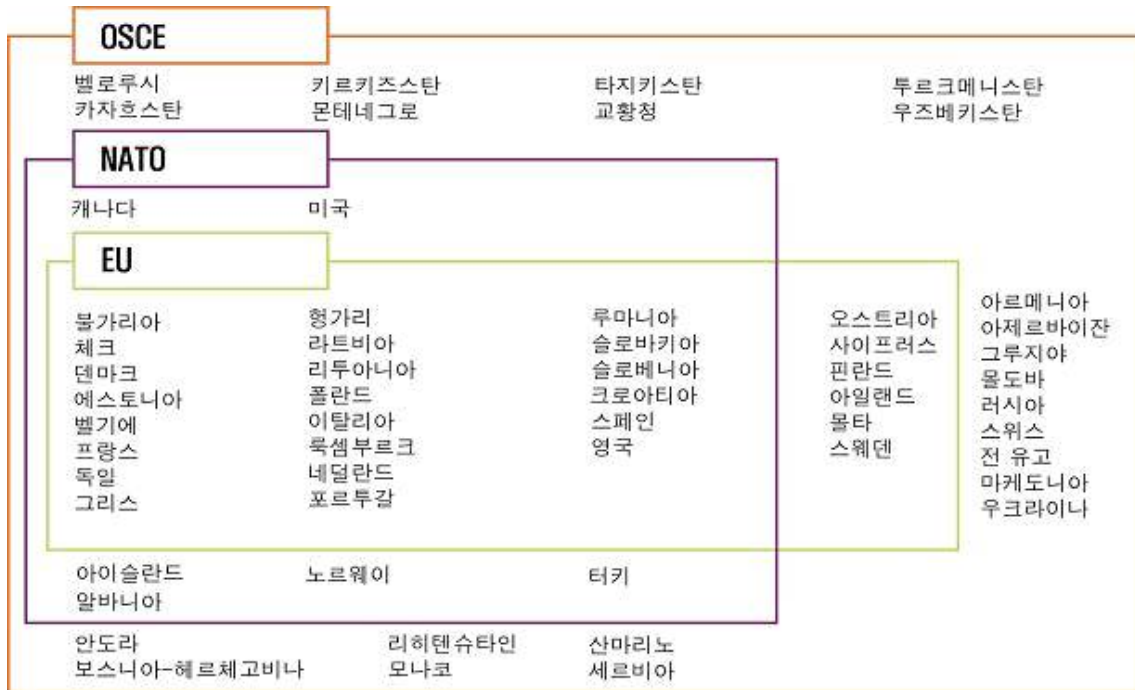 OSCE
벨로루시 키르키즈스탄 타지키스탄 투르크메니스탄
카자흐스탄 몬테네그로 교황청 우즈베키스탄
NATO
캐나다 미국
EU
불가리아 헝가리 루마니아 오스트리아 아르메니아
체크 라트비아 슬로바키아 사이프러스 아제르바이잔
덴마크 리투아니아 슬로베니아 핀란드 그루지야
에스토니아 폴란드 크로아티아 아일랜드 몰도바
벨기에 이탈리아 스페인 몰타 러시아
프랑스 룩셈부르크 영국 스웨덴 스위스
독일 네덜란드 전 유고
그리스 포르투갈 마케도니아
우크라이나
아이슬란드 노르웨이 터키
알바니아
안도라 리히텐슈타인 산마리노
보스니아-헤르체고비나 모나코 세르비아